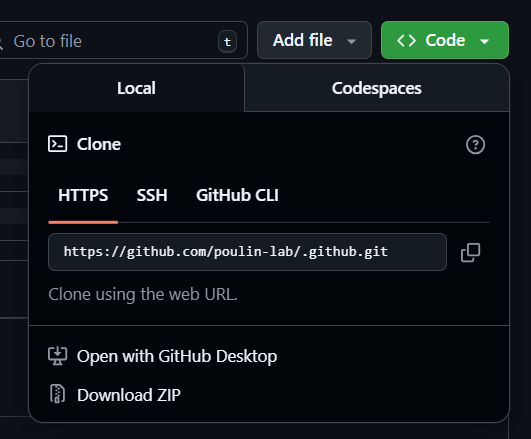 Go to file
t
Add file
Code
Local
Codespaces
Clone
HTTPS
SSH
GitHub CLI
https://github.com/poulin-lab/.github.git
Clone using the web URL.
Open with GitHub Desktop
Download ZIP